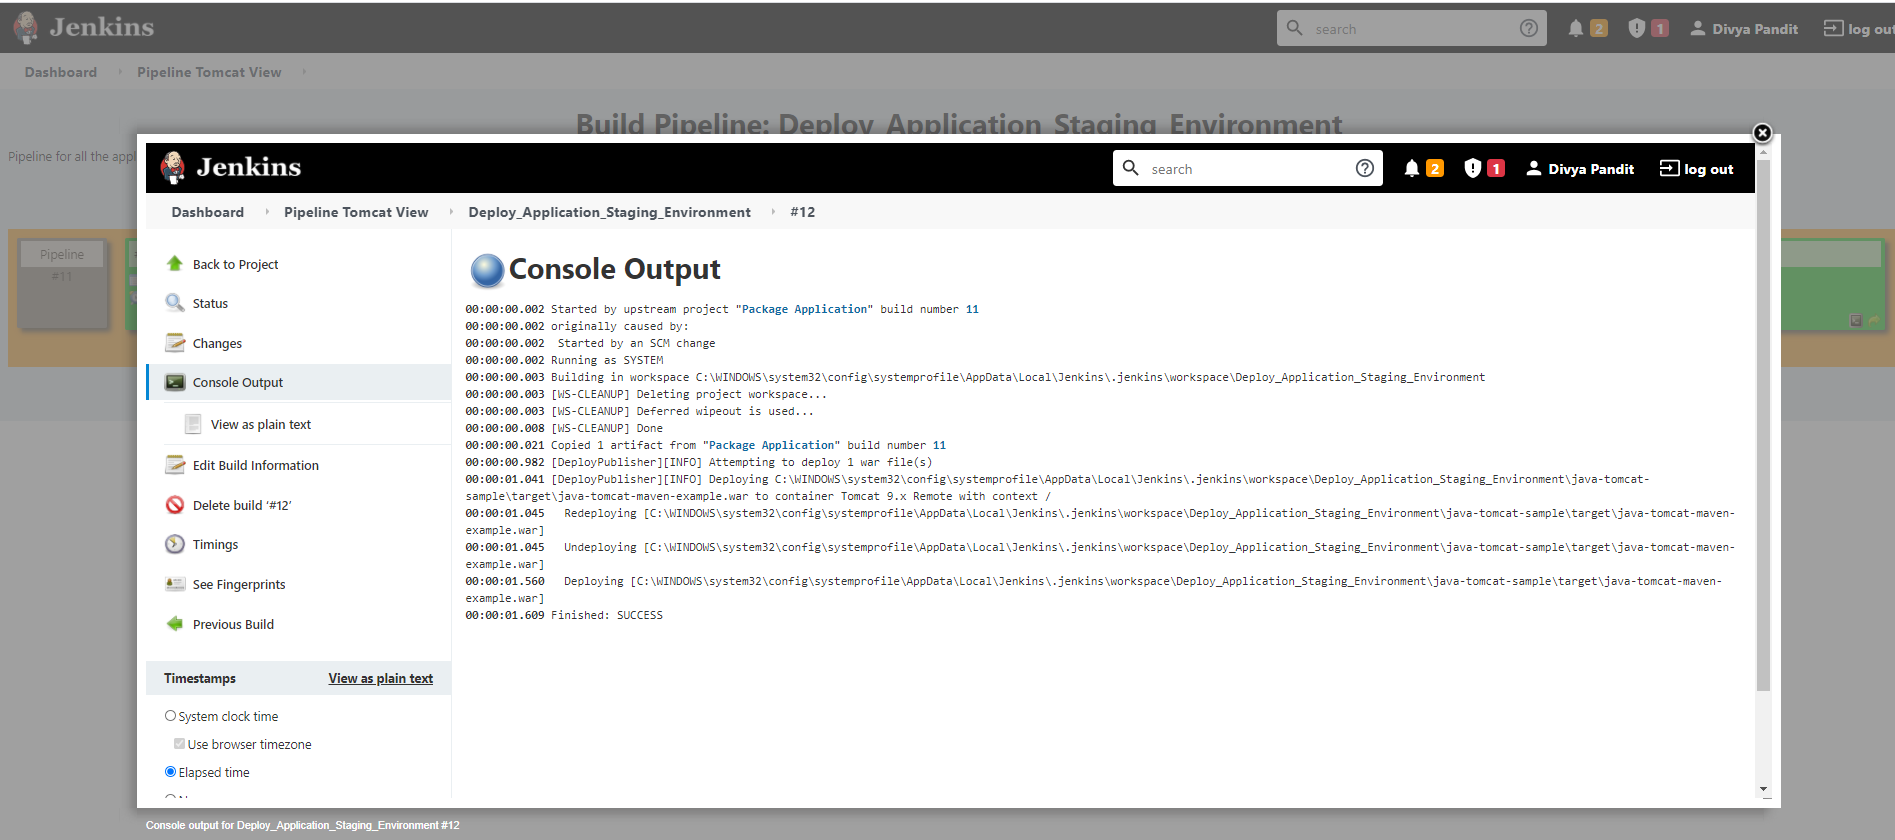 Jenkins
search
2
1
Divya Pandit
log out
Dashboard
Pipeline Tomcat View
Build Pipeline: Deploy_Application_Staging_Environment
Pipeline for all the appl
Pipeline
#11
Jenkins
search
2
1
Divya Pandit
log out
Dashboard
Pipeline Tomcat View
Deploy_Application_Staging_Environment
#12
Back to Project
Status
Changes
Console Output
View as plain text
Edit Build Information
Delete build ‘#12’
Timings
See Fingerprints
Previous Build
Timestamps
View as plain text
System clock time
Use browser timezone
Elapsed time
Console Output
00:00:00.002 Started by upstream project "Package Application" build number 11
00:00:00.002 originally caused by:
00:00:00.002  Started by an SCM change
00:00:00.002 Running as SYSTEM
00:00:00.003 Building in workspace C:\WINDOWS\system32\config\systemprofile\AppData\Local\Jenkins\.jenkins\workspace\Deploy_Application_Staging_Environment
00:00:00.003 [WS-CLEANUP] Deleting project workspace...
00:00:00.003 [WS-CLEANUP] Deferred wipeout is used...
00:00:00.008 [WS-CLEANUP] Done
00:00:00.021 Copied 1 artifact from "Package Application" build number 11
00:00:00.982 [DeployPublisher][INFO] Attempting to deploy 1 war file(s)
00:00:01.041 [DeployPublisher][INFO] Deploying C:\WINDOWS\system32\config\systemprofile\AppData\Local\Jenkins\.jenkins\workspace\Deploy_Application_Staging_Environment\java-tomcat-
sample\target\java-tomcat-maven-example.war to container Tomcat 9.x Remote with context /
00:00:01.045   Redeploying [C:\WINDOWS\system32\config\systemprofile\AppData\Local\Jenkins\.jenkins\workspace\Deploy_Application_Staging_Environment\java-tomcat-sample\target\java-tomcat-maven-
example.war]
00:00:01.045   Undeploying [C:\WINDOWS\system32\config\systemprofile\AppData\Local\Jenkins\.jenkins\workspace\Deploy_Application_Staging_Environment\java-tomcat-sample\target\java-tomcat-maven-
example.war]
00:00:01.560   Deploying [C:\WINDOWS\system32\config\systemprofile\AppData\Local\Jenkins\.jenkins\workspace\Deploy_Application_Staging_Environment\java-tomcat-sample\target\java-tomcat-maven-
example.war]
00:00:01.609 Finished: SUCCESS
Console output for Deploy_Application_Staging_Environment #12